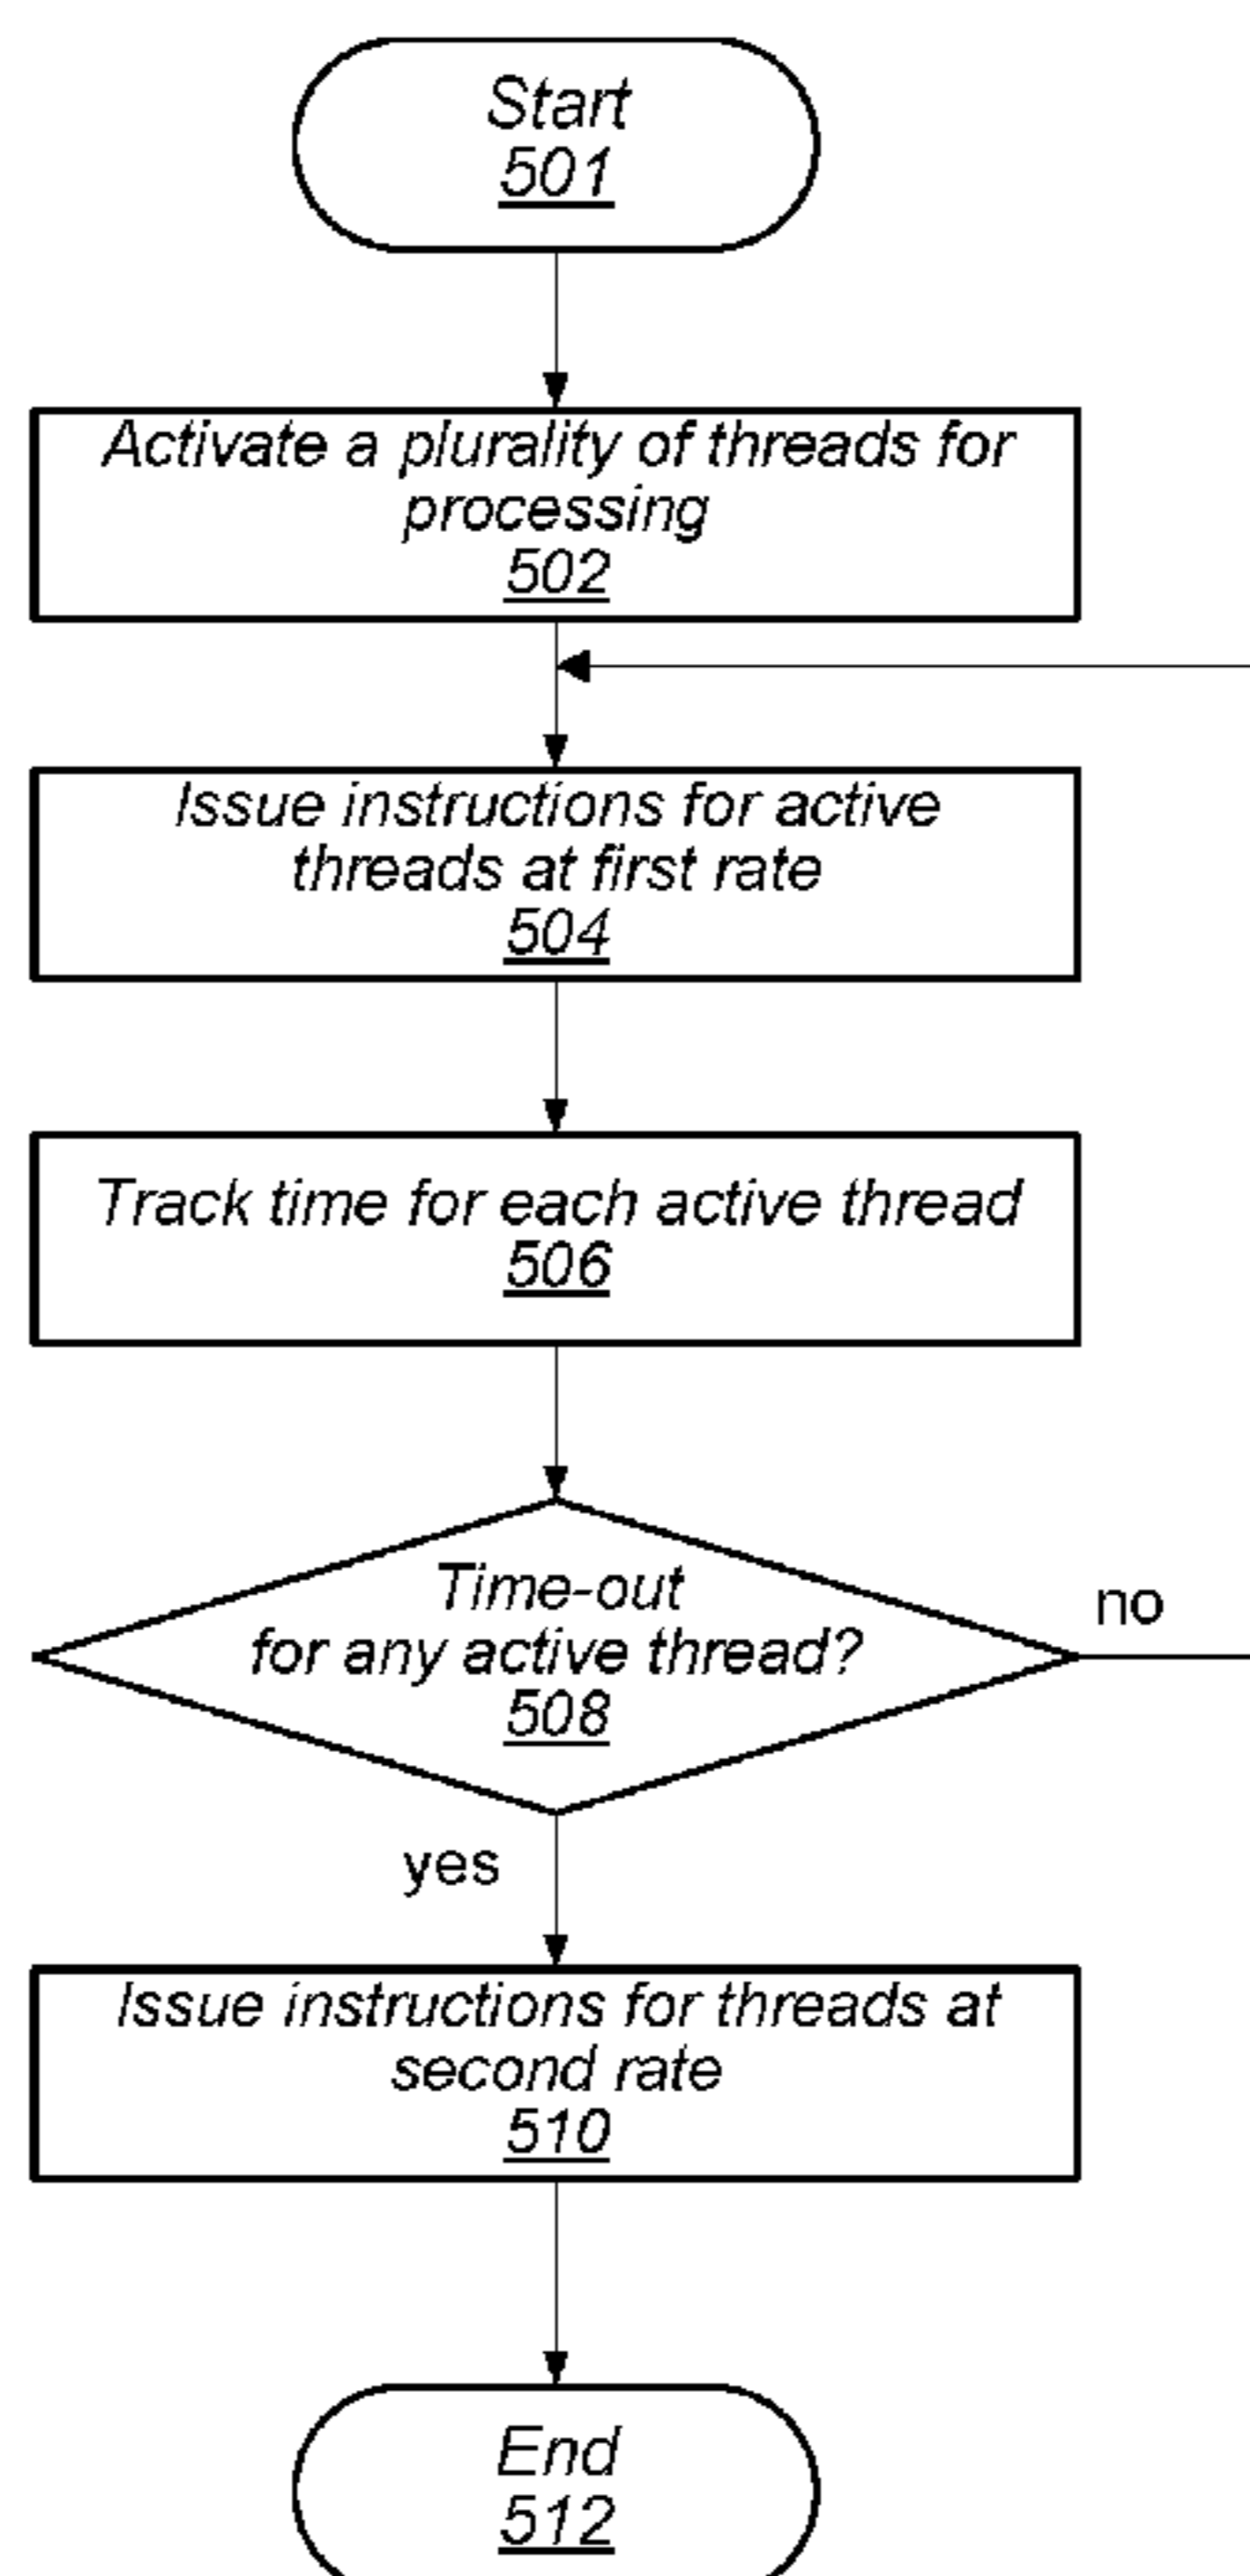 Start
501
Activate a plurality of threads for
processing
502
Issue instructions for active
threads at first rate
504
Track time for each active thread
506
Time-out
for any active thread?
508
no
yes
Issue instructions for threads at
second rate
510
End
512